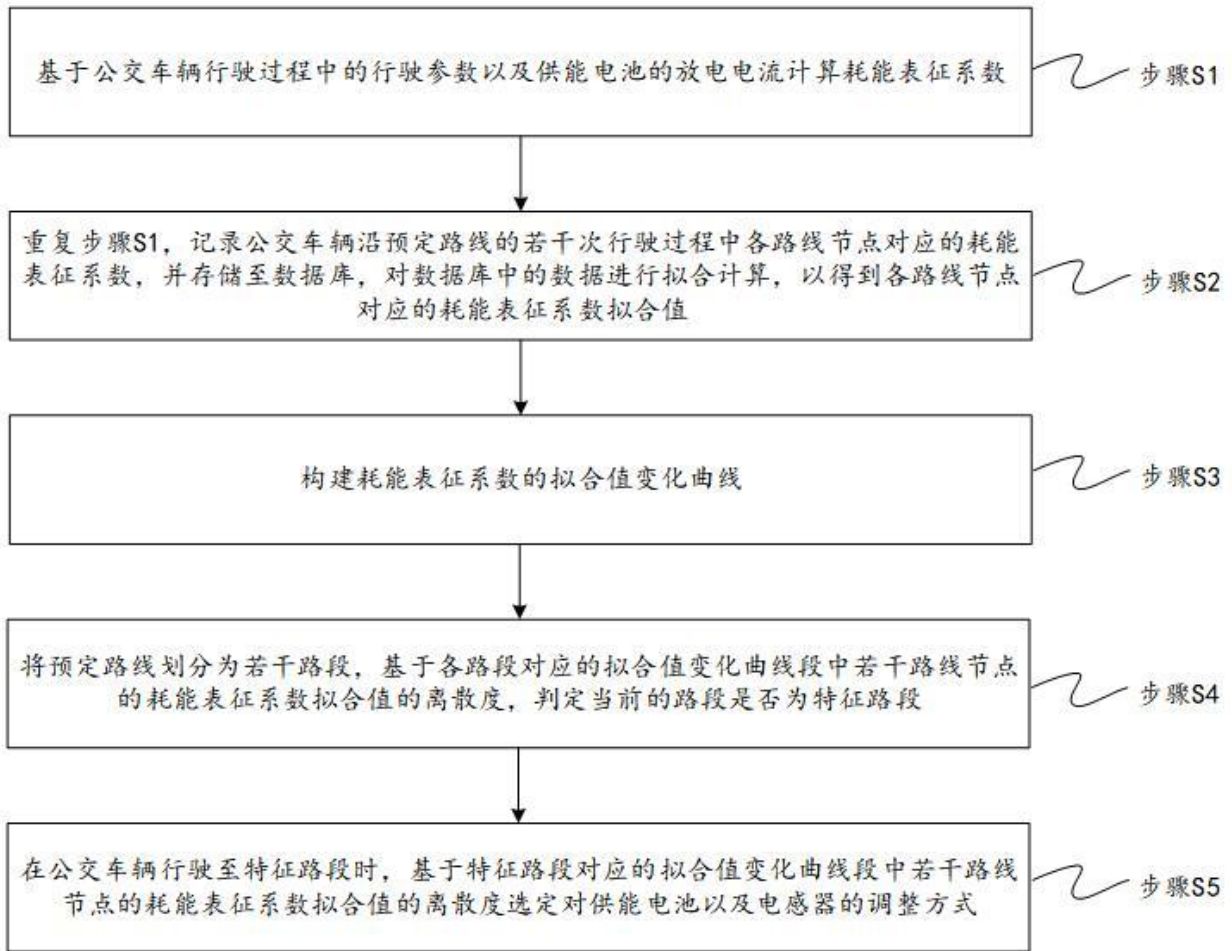 基于公交车辆行驶过程中的行驶参数以及供能电池的放电电流计算耗能表征系数
步骤S1
重复步骤S1，记录公交车辆沿预定路线的若干次行驶过程中各路线节点对应的耗能
表征系数，并存储至数据库，对数据库中的数据进行拟合计算，以得到各路线节点
对应的耗能表征系数拟合值
步骤S2
构建耗能表征系数的拟合值变化曲线
步骤S3
将预定路线划分为若干路段，基于各路段对应的拟合值变化曲线段中若干路线节点
的耗能表征系数拟合值的离散度，判定当前的路段是否为特征路段
步骤S4
在公交车辆行驶至特征路段时，基于特征路段对应的拟合值变化曲线段中若干路线
节点的耗能表征系数拟合值的离散度选定对供能电池以及电感器的调整方式
步骤S5